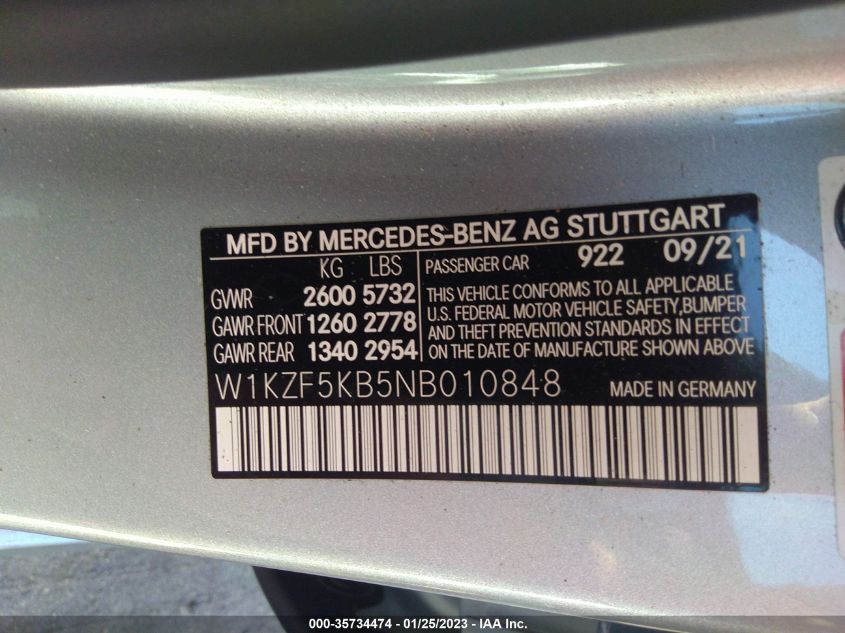 MFD BY MERCEDES-BENZ AG STUTTGART
KG LBS
GVWR 2600 5732
GAWR FRONT 1260 2778
GAWR REAR 1340 2954
PASSENGER CAR 922 09/21
THIS VEHICLE CONFORMS TO ALL APPLICABLE
U.S. FEDERAL MOTOR VEHICLE SAFETY,BUMPER
AND THEFT PREVENTION STANDARDS IN EFFECT
ON THE DATE OF MANUFACTURE SHOWN ABOVE
W1KZF5KB5NB010848 MADE IN GERMANY
000-35734474 - 01/25/2023 - IAA Inc.